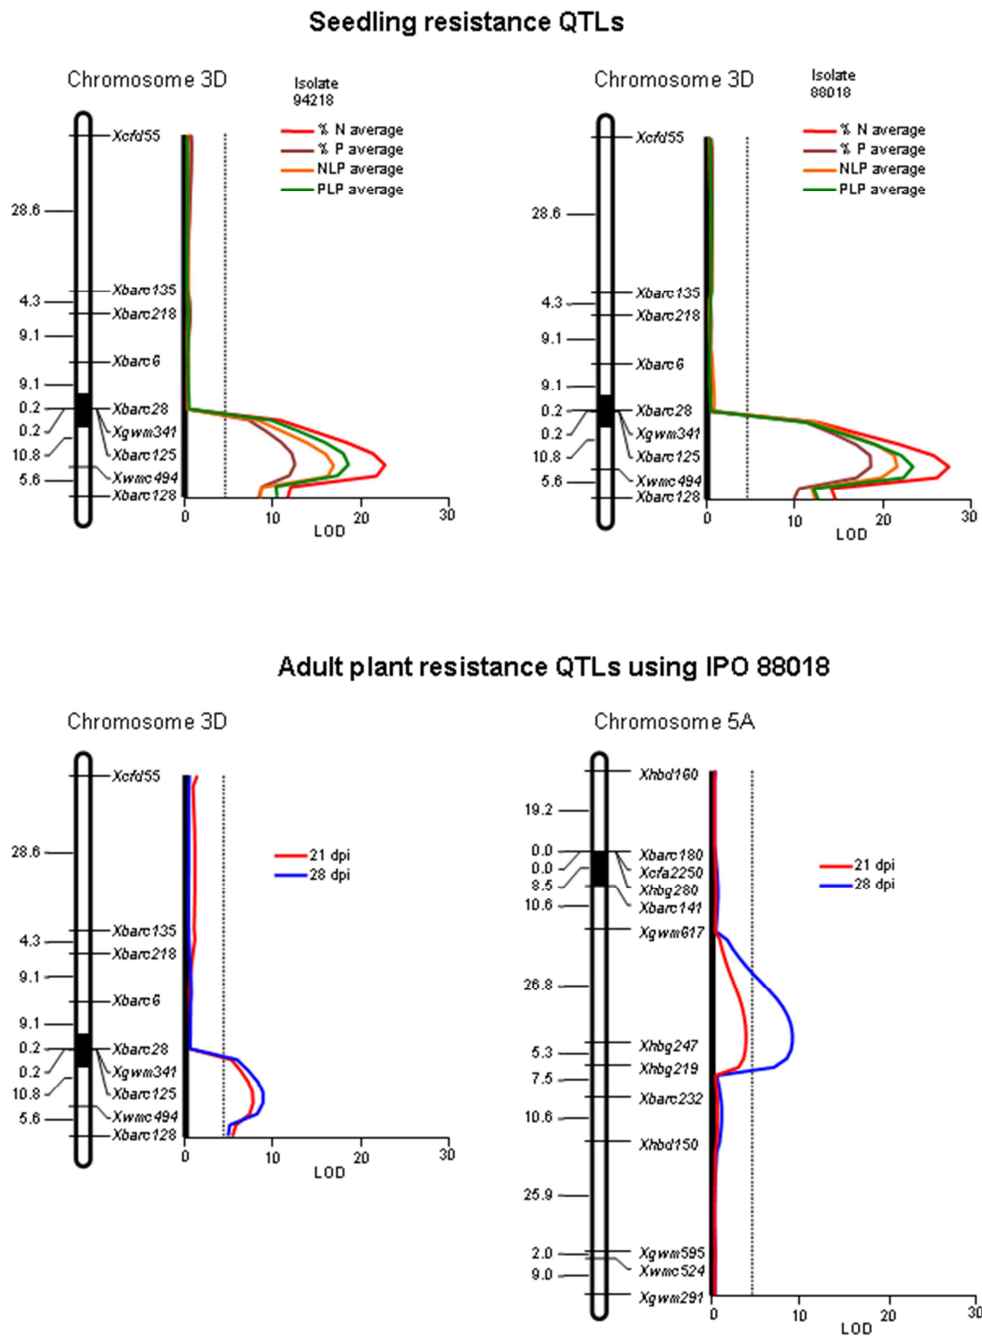 Seedling resistance QTLs
Chromosome 3D
Isolate
94218
% N average
% P average
NLP average
PLP average
Xcfd55
28.6
Xbarc135
4.3
Xbarc218
9.1
Xbarc6
9.1
0.2
Xbarc28
0.2
Xgwm341
10.8
Xbarc125
5.6
Xwmc494
Xbarc128
0
10
20
30
LOD
Chromosome 3D
Isolate
88018
% N average
% P average
NLP average
PLP average
Xcfd55
28.6
Xbarc135
4.3
Xbarc218
9.1
Xbarc6
9.1
0.2
Xbarc28
0.2
Xgwm341
10.8
Xbarc125
5.6
Xwmc494
Xbarc128
0
10
20
30
LOD
Adult plant resistance QTLs using IPO 88018
Chromosome 3D
21 dpi
28 dpi
Xcfd55
28.6
Xbarc135
4.3
Xbarc218
9.1
Xbarc6
9.1
0.2
Xbarc28
0.2
Xgwm341
10.8
Xbarc125
5.6
Xwmc494
Xbarc128
0
10
20
30
LOD
Chromosome 5A
21 dpi
28 dpi
Xhbd160
19.2
0.0
Xbarc180
0.0
Xcfa2250
8.5
Xhbg280
10.6
Xbarc141
Xgwm617
26.8
Xhbg247
5.3
Xhbg219
7.5
Xbarc232
10.6
Xhbd150
25.9
Xgwm595
2.0
Xwmc524
9.0
Xgwm291
0
10
20
30
LOD